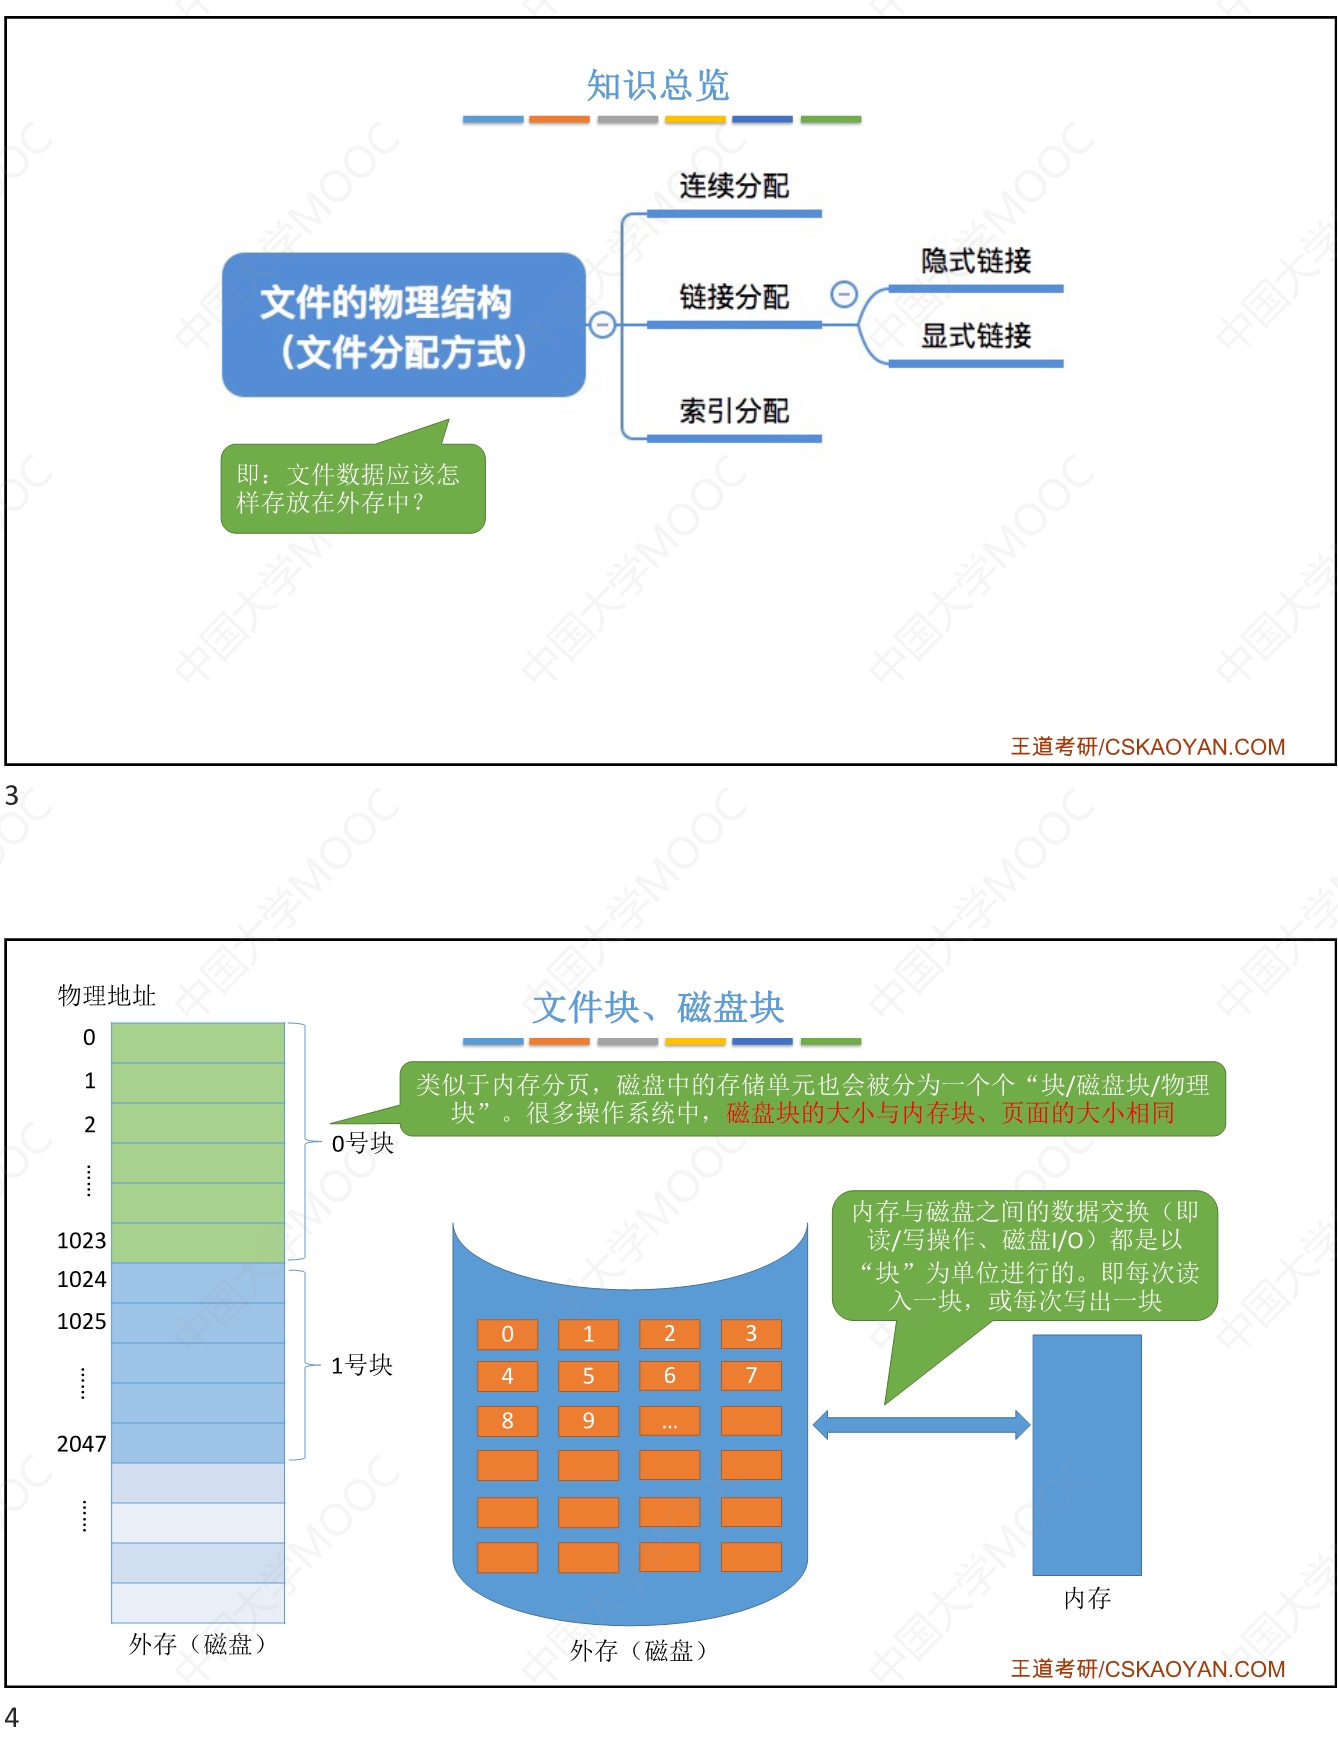 知识总览
连续分配
隐式链接
文件的物理结构
（文件分配方式）
链接分配
显式链接
索引分配
即：文件数据应该怎
样存放在外存中？
王道考研/CSKAOYAN.COM
3
物理地址
文件块、磁盘块
0
1
2
……
1023
1024
1025
……
2047
……
0号块
1号块
外存（磁盘）
类似于内存分页，磁盘中的存储单元也会被分为一个个“块/磁盘块/物理
块”。很多操作系统中，磁盘块的大小与内存块、页面的大小相同
内存与磁盘之间的数据交换（即
读/写操作、磁盘I/O）都是以
“块”为单位进行的。即每次读
入一块，或每次写出一块
0 1 2 3
4 5 6 7
8 9 ...
外存（磁盘）
内存
王道考研/CSKAOYAN.COM
4
中国大学MOOC